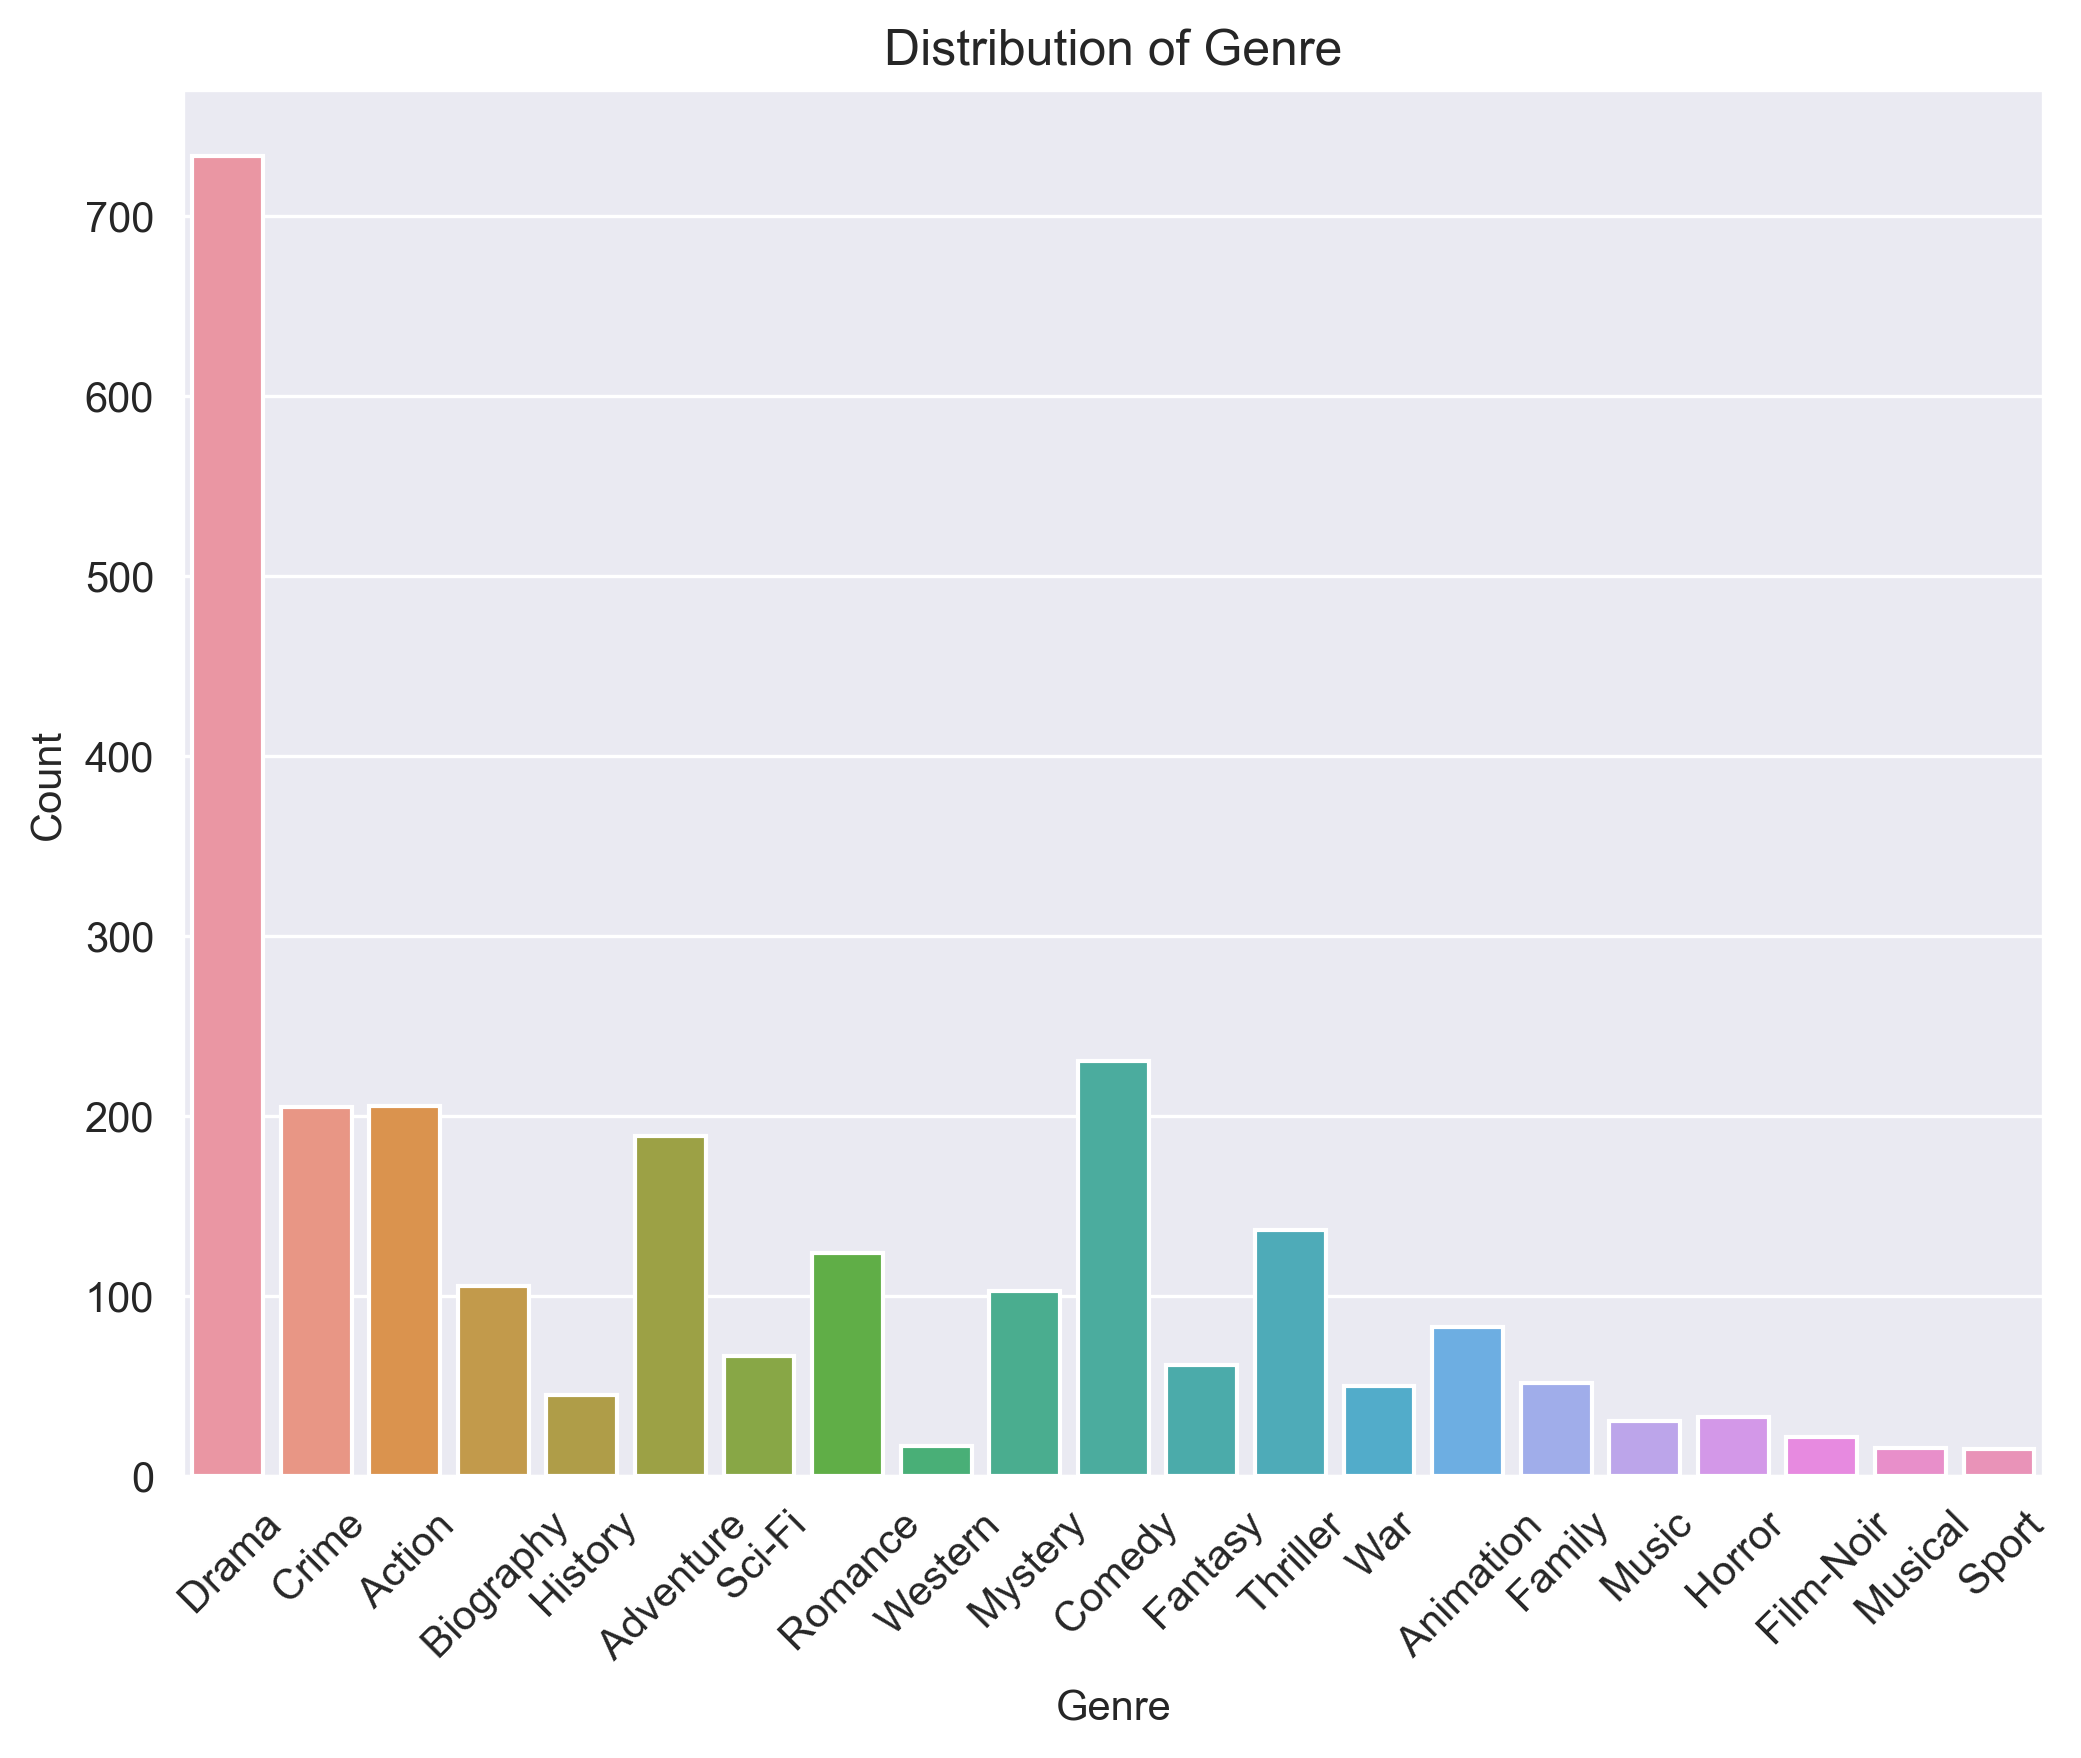 Distribution of Genre
700
600
500
400
300
200
100
0
Count
Drama
Crime
Action
Biography
History
Adventure
Sci-Fi
Romance
Western
Mystery
Comedy
Fantasy
Thriller
War
Animation
Family
Music
Horror
Film-Noir
Musical
Sport
Genre